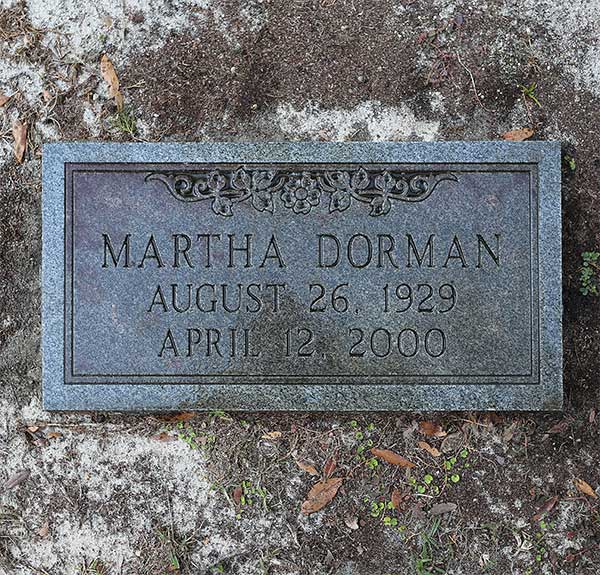 MARTHA DORMAN
AUGUST 26, 1929
APRIL 12, 2000